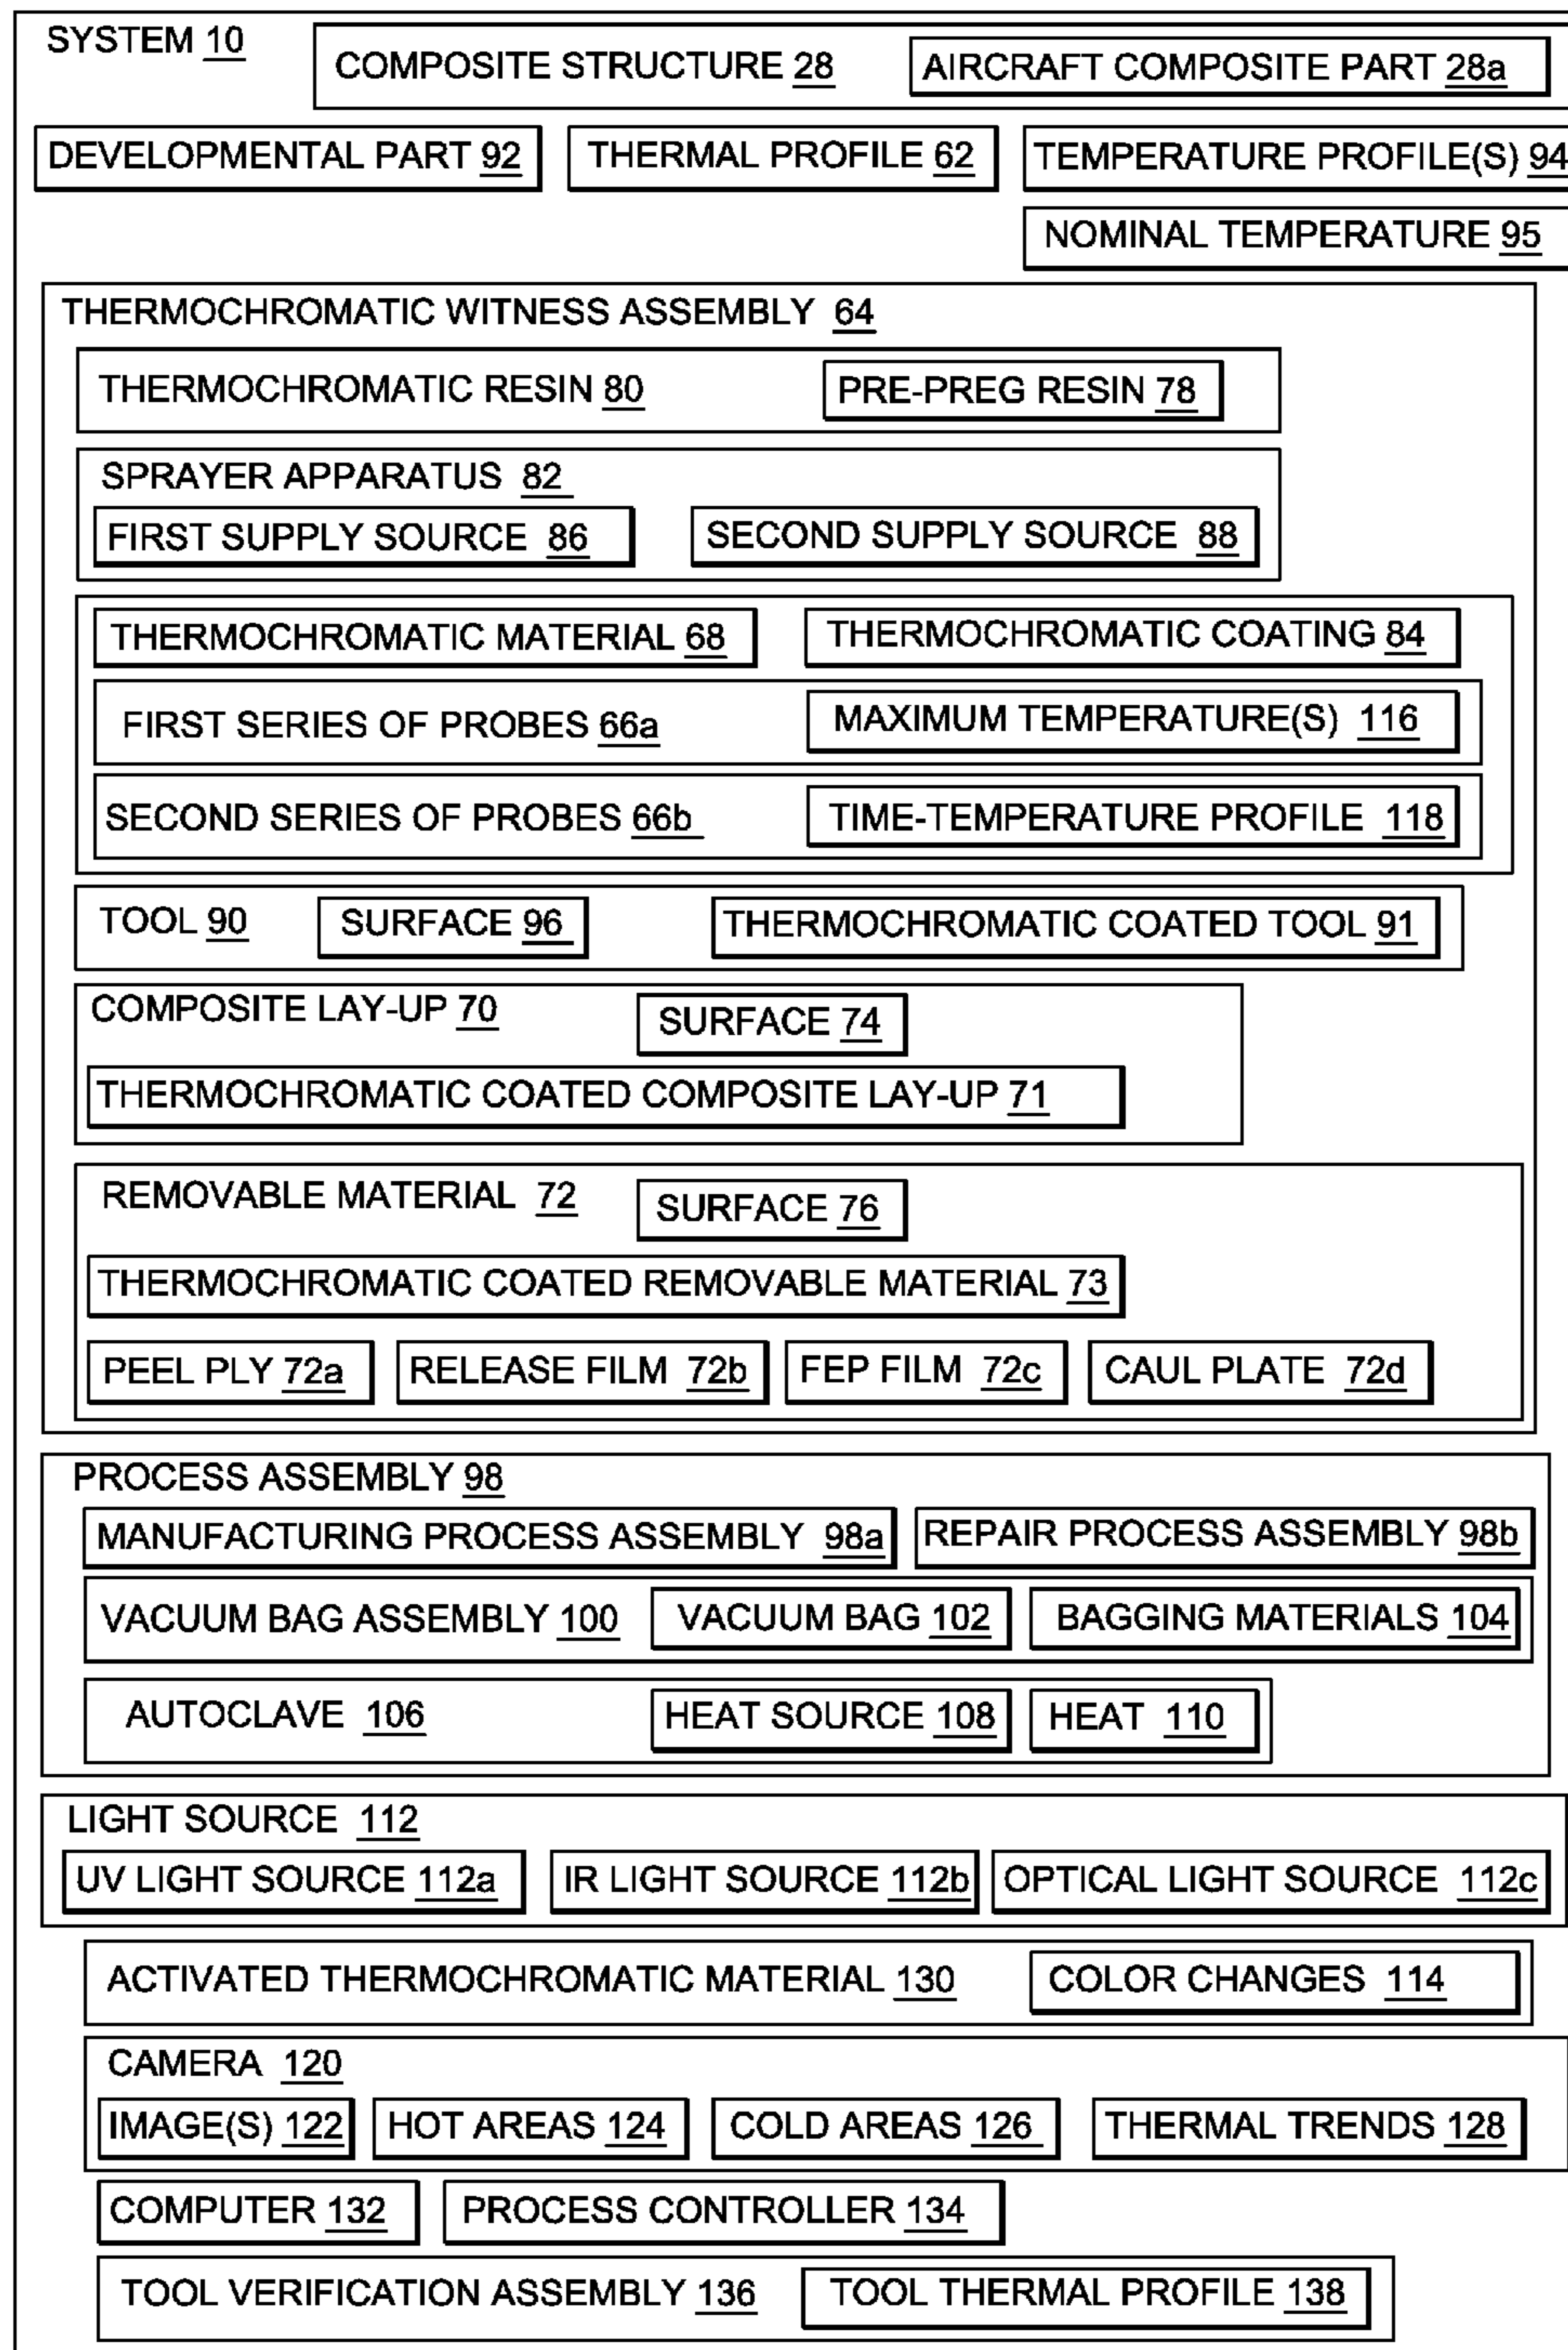 SYSTEM 10
COMPOSITE STRUCTURE 28
AIRCRAFT COMPOSITE PART 28a
DEVELOPMENTAL PART 92
THERMAL PROFILE 62
TEMPERATURE PROFILE(S) 94
NOMINAL TEMPERATURE 95
THERMOCHROMATIC WITNESS ASSEMBLY 64
THERMOCHROMATIC RESIN 80
PRE-PREG RESIN 78
SPRAYER APPARATUS 82
FIRST SUPPLY SOURCE 86
SECOND SUPPLY SOURCE 88
THERMOCHROMATIC MATERIAL 68
THERMOCHROMATIC COATING 84
FIRST SERIES OF PROBES 66a
MAXIMUM TEMPERATURE(S) 116
SECOND SERIES OF PROBES 66b
TIME-TEMPERATURE PROFILE 118
TOOL 90
SURFACE 96
THERMOCHROMATIC COATED TOOL 91
COMPOSITE LAY-UP 70
SURFACE 74
THERMOCHROMATIC COATED COMPOSITE LAY-UP 71
REMOVABLE MATERIAL 72
SURFACE 76
THERMOCHROMATIC COATED REMOVABLE MATERIAL 73
PEEL PLY 72a
RELEASE FILM 72b
FEP FILM 72c
CAUL PLATE 72d
PROCESS ASSEMBLY 98
MANUFACTURING PROCESS ASSEMBLY 98a
REPAIR PROCESS ASSEMBLY 98b
VACUUM BAG ASSEMBLY 100
VACUUM BAG 102
BAGGING MATERIALS 104
AUTOCLAVE 106
HEAT SOURCE 108
HEAT 110
LIGHT SOURCE 112
UV LIGHT SOURCE 112a
IR LIGHT SOURCE 112b
OPTICAL LIGHT SOURCE 112c
ACTIVATED THERMOCHROMATIC MATERIAL 130
COLOR CHANGES 114
CAMERA 120
IMAGE(S) 122
HOT AREAS 124
COLD AREAS 126
THERMAL TRENDS 128
COMPUTER 132
PROCESS CONTROLLER 134
TOOL VERIFICATION ASSEMBLY 136
TOOL THERMAL PROFILE 138